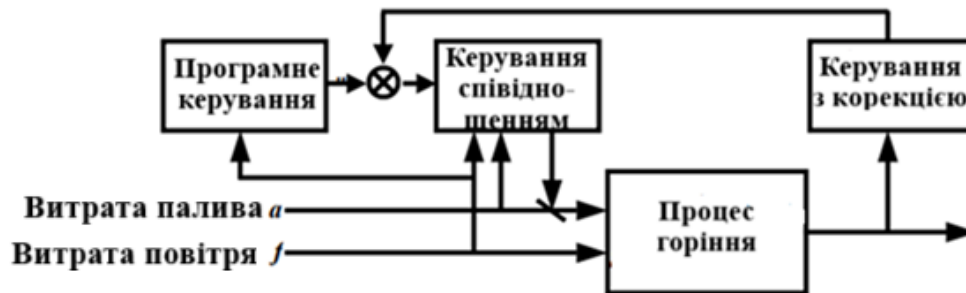 Програмне
керування
Керування
співідно-
шенням
Керування
з корекцією
Витрата палива a
Витрата повітря f
Процес
горіння